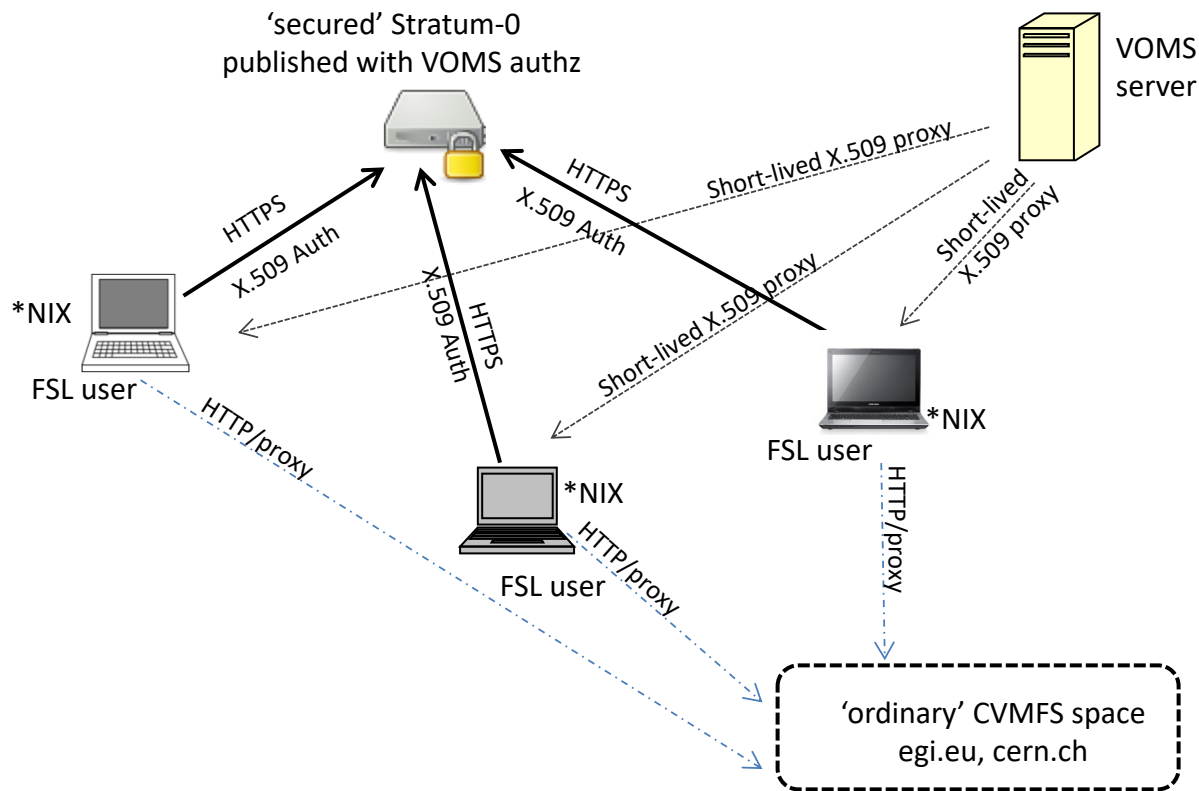 ‘secured’ Stratum-0
published with VOMS authz
VOMS
server
HTTPS
X.509 Auth
HTTPS
X.509 Auth
HTTPS
X.509 Auth
Short-lived X.509 proxy
Short-lived X.509 proxy
Short-lived
X.509 proxy
*NIX
FSL user
*NIX
FSL user
*NIX
FSL user
HTTP/proxy
HTTP/proxy
HTTP/proxy
‘ordinary’ CVMFS space
egi.eu, cern.ch